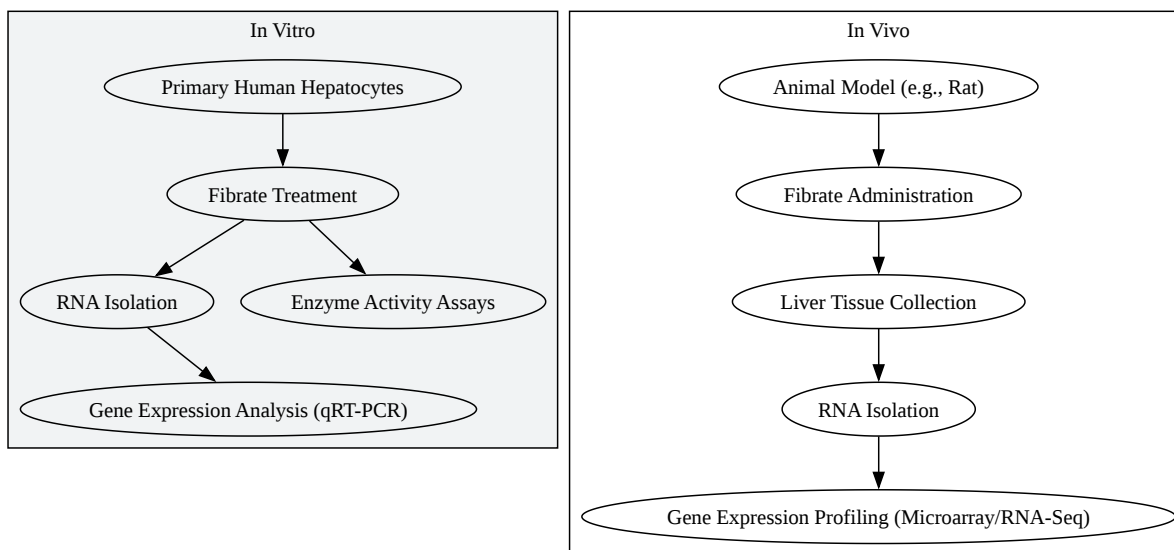 In Vitro
Primary Human Hepatocytes
Fibrate Treatment
RNA Isolation
Enzyme Activity Assays
Gene Expression Analysis (qRT-PCR)
In Vivo
Animal Model (e.g., Rat)
Fibrate Administration
Liver Tissue Collection
RNA Isolation
Gene Expression Profiling (Microarray/RNA-Seq)